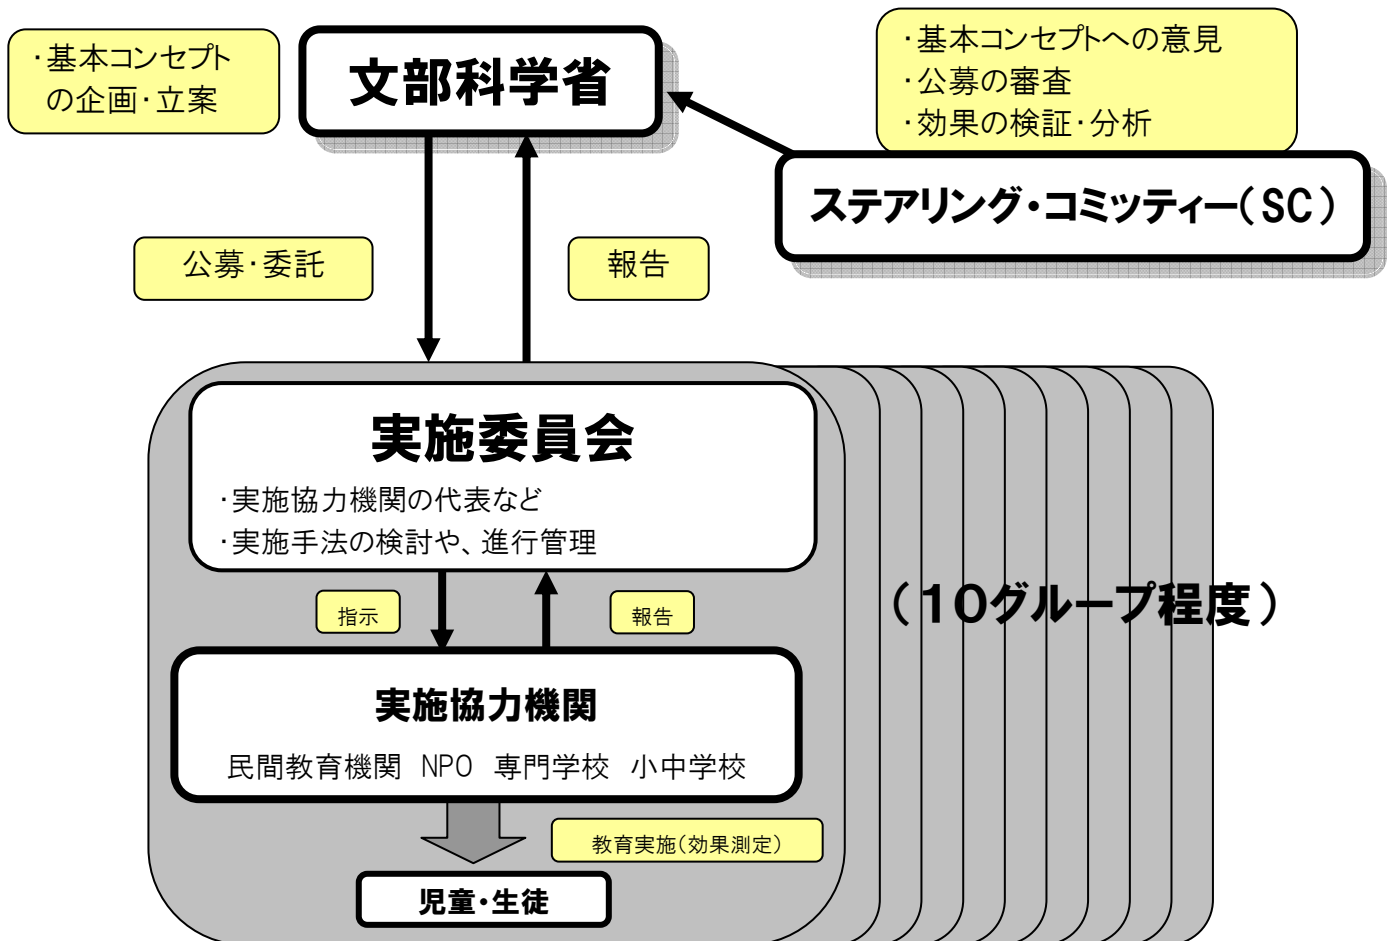 ・基本コンセプト
の企画・立案
文部科学省
・基本コンセプトへの意見
・公募の審査
・効果の検証・分析
ステアリング・コミッティー(SC)
公募・委託
報告
実施委員会
・実施協力機関の代表など
・実施手法の検討や、進行管理
指示
報告
(10グループ程度)
実施協力機関
民間教育機関 NPO 専門学校 小中学校
教育実施(効果測定)
児童・生徒